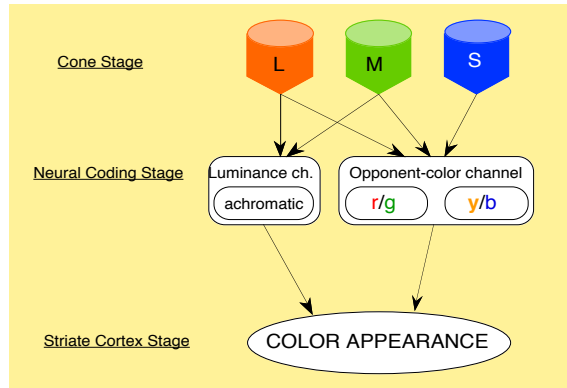 Cone Stage
L
M
S
Neural Coding Stage
Luminance ch.
achromatic
Opponent-color channel
r/g
y/b
Striate Cortex Stage
COLOR APPEARANCE